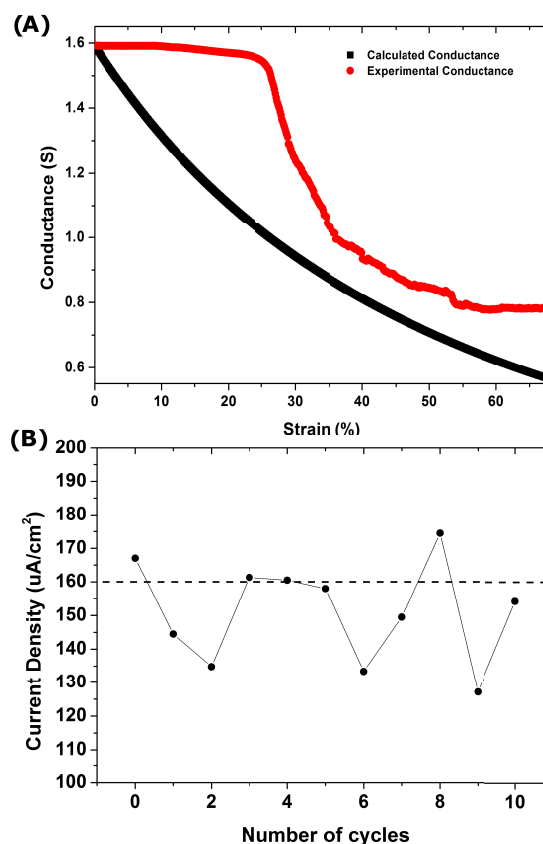 (A)
1.6
1.4
1.2
1.0
0.8
0.6
Conductance (S)
Calculated Conductance
Experimental Conductance
0 10 20 30 40 50 60
Strain (%)
(B)
200
190
180
170
160
150
140
130
120
110
100
Current Density (uA/cm²)
0 2 4 6 8 10
Number of cycles